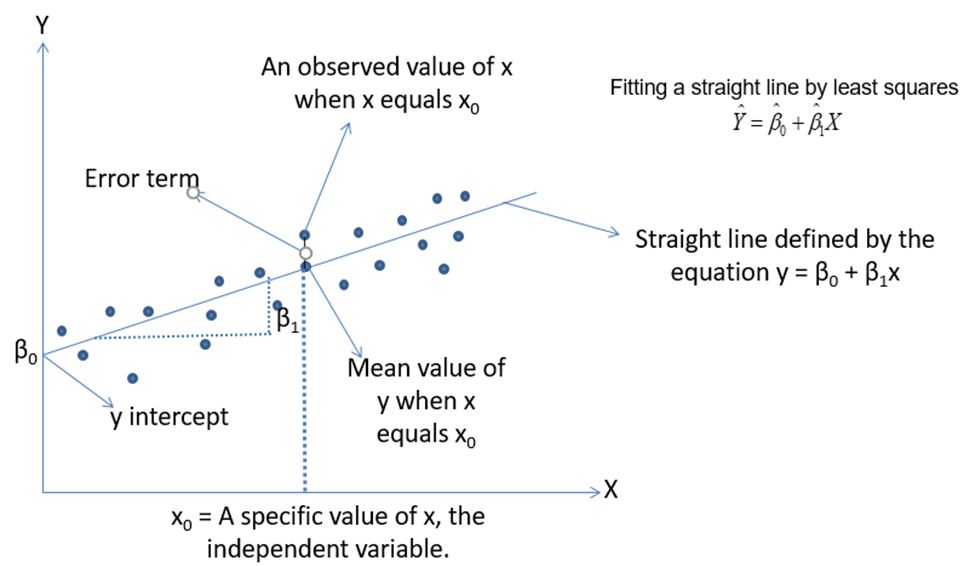 Y
An observed value of x
when x equals x₀
Fitting a straight line by least squares
Ŷ = β̂₀ + β̂₁X
Error term
Straight line defined by the
equation y = β₀ + β₁x
β₁
β₀
Mean value of
y when x
equals x₀
y intercept
X
x₀ = A specific value of x, the
independent variable.